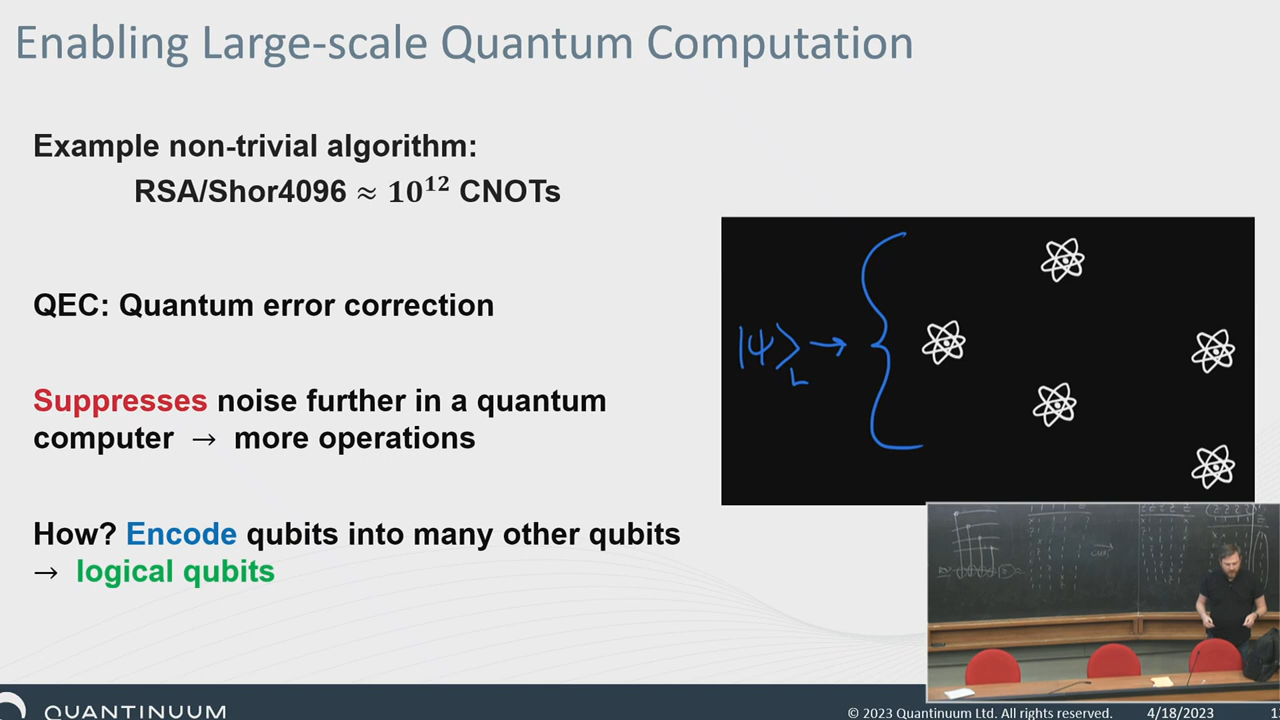 Enabling Large-scale Quantum Computation
Example non-trivial algorithm:
RSA/Shor4096 ≈ 10¹² CNOTs
QEC: Quantum error correction
Suppresses noise further in a quantum
computer → more operations
How? Encode qubits into many other qubits
→ logical qubits
|ψ⟩L → {
QUANTINUUM
© 2023 Quantinuum Ltd. All rights reserved.
4/18/2023